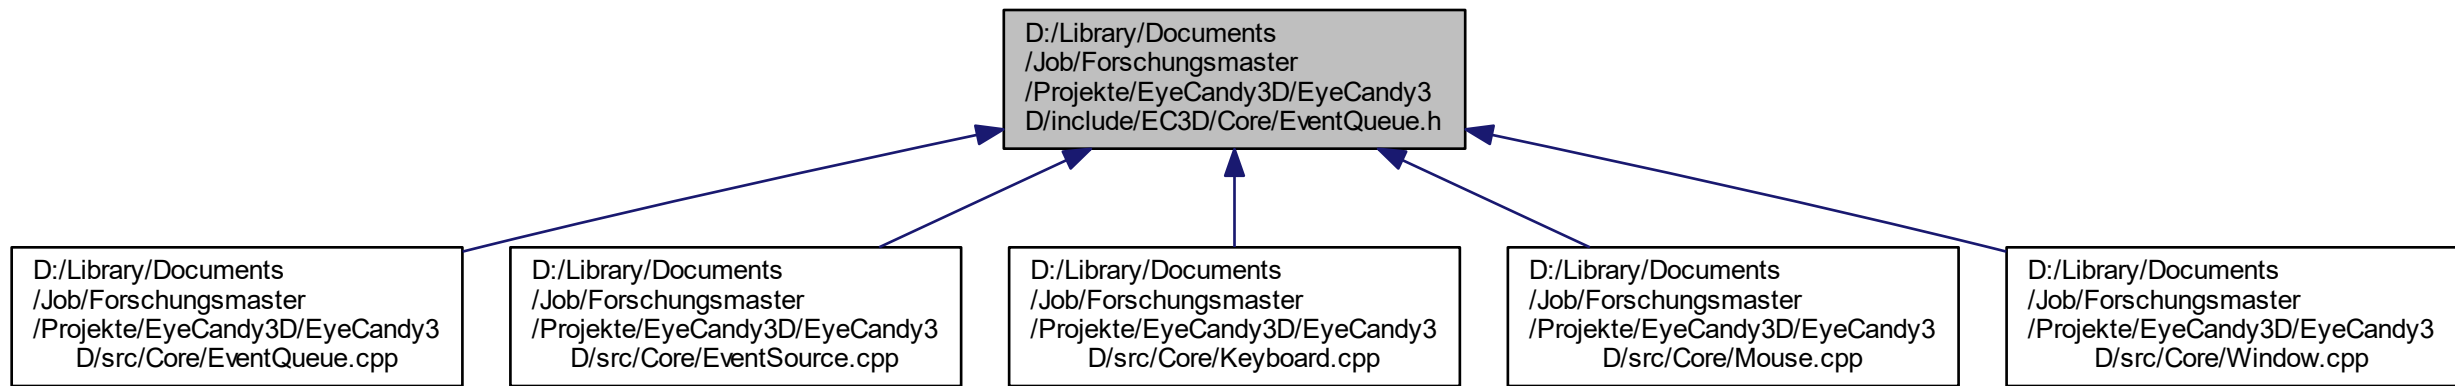 D:/Library/Documents
/Job/Forschungsmaster
/Projekte/EyeCandy3D/EyeCandy3
D/include/EC3D/Core/EventQueue.h
D:/Library/Documents
/Job/Forschungsmaster
/Projekte/EyeCandy3D/EyeCandy3
D/src/Core/EventQueue.cpp
D:/Library/Documents
/Job/Forschungsmaster
/Projekte/EyeCandy3D/EyeCandy3
D/src/Core/EventSource.cpp
D:/Library/Documents
/Job/Forschungsmaster
/Projekte/EyeCandy3D/EyeCandy3
D/src/Core/Keyboard.cpp
D:/Library/Documents
/Job/Forschungsmaster
/Projekte/EyeCandy3D/EyeCandy3
D/src/Core/Mouse.cpp
D:/Library/Documents
/Job/Forschungsmaster
/Projekte/EyeCandy3D/EyeCandy3
D/src/Core/Window.cpp